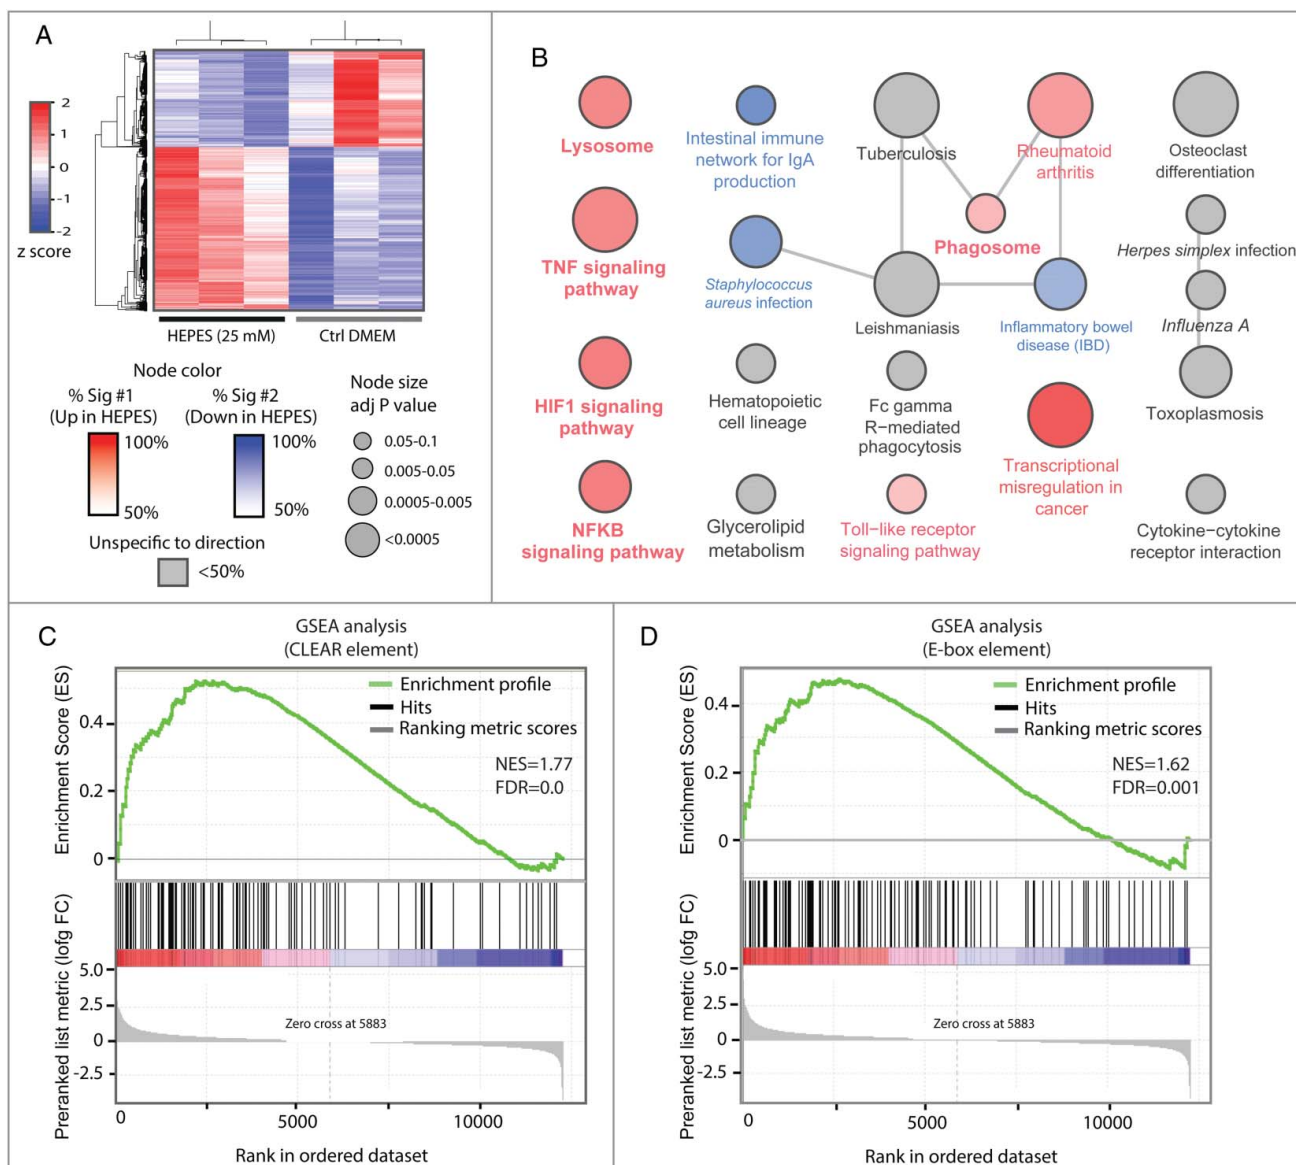 A
2
1
0
-1
-2
z score
HEPES (25 mM)
Ctrl DMEM
Node color
% Sig #1
(Up in HEPES)
100%
50%
% Sig #2
(Down in HEPES)
100%
50%
Node size
adj P value
0.05-0.1
0.005-0.05
0.0005-0.005
<0.0005
Unspecific to direction
<50%
B
Lysosome
Intestinal immune
network for IgA
production
Tuberculosis
Rheumatoid
arthritis
Osteoclast
differentiation
TNF signaling
pathway
Staphylococcus
aureus infection
Phagosome
Leishmaniasis
Inflammatory bowel
disease (IBD)
Herpes simplex infection
Influenza A
Toxoplasmosis
HIF1 signaling
pathway
Hematopoietic
cell lineage
Fc gamma
R−mediated
phagocytosis
Transcriptional
misregulation in
cancer
NFKB
signaling pathway
Glycerolipid
metabolism
Toll−like receptor
signaling pathway
Cytokine−cytokine
receptor interaction
C
GSEA analysis
(CLEAR element)
Enrichment Score (ES)
0.4
0.2
0
Enrichment profile
Hits
Ranking metric scores
NES=1.77
FDR=0.0
Preranked list metric (lofg FC)
5.0
2.5
0
-2.5
Zero cross at 5883
0
5000
10000
Rank in ordered dataset
D
GSEA analysis
(E-box element)
Enrichment Score (ES)
0.4
0.2
0
Enrichment profile
Hits
Ranking metric scores
NES=1.62
FDR=0.001
Preranked list metric (lofg FC)
5.0
2.5
0
-2.5
Zero cross at 5883
0
5000
10000
Rank in ordered dataset